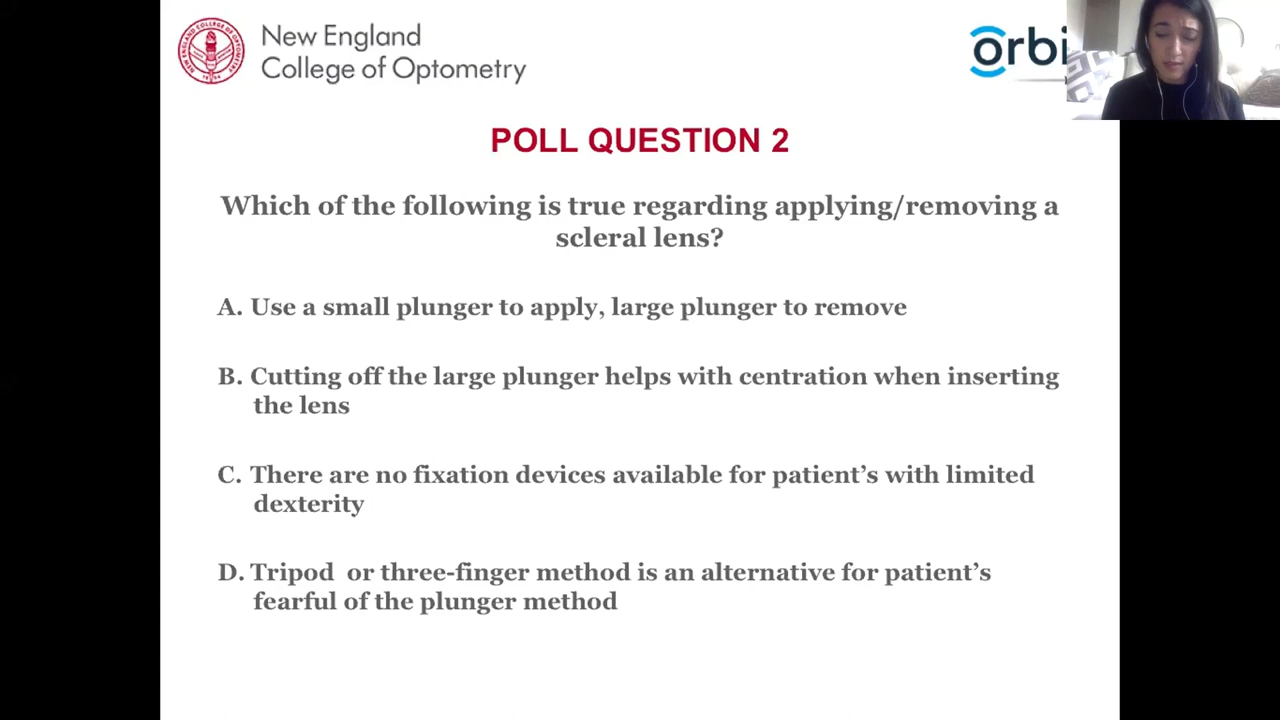 New England
College of Optometry
orbi
POLL QUESTION 2
Which of the following is true regarding applying/removing a
scleral lens?
A. Use a small plunger to apply, large plunger to remove
B. Cutting off the large plunger helps with centration when inserting
the lens
C. There are no fixation devices available for patient's with limited
dexterity
D. Tripod or three-finger method is an alternative for patient's
fearful of the plunger method